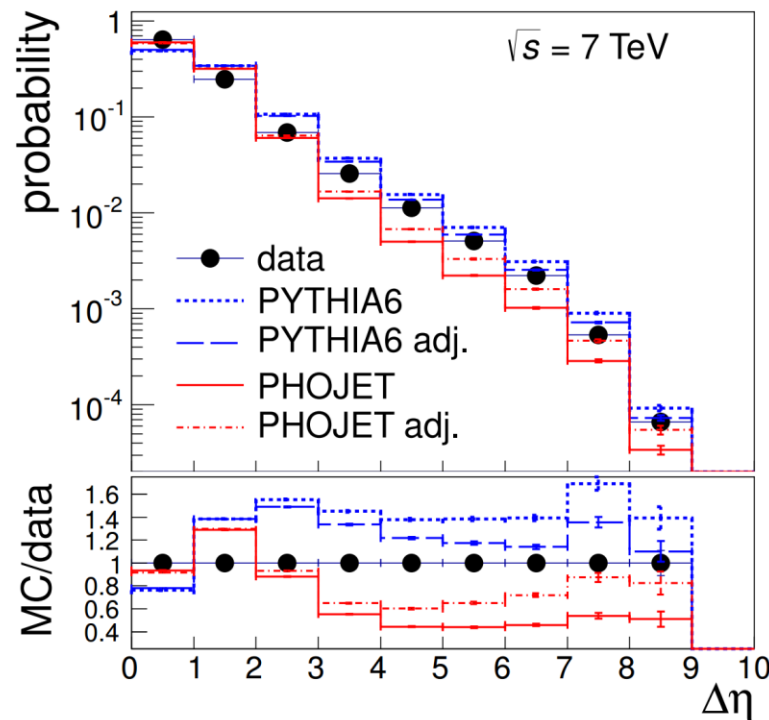 √s = 7 TeV
probability
1
10⁻¹
10⁻²
10⁻³
10⁻⁴
data
PYTHIA6
PYTHIA6 adj.
PHOJET
PHOJET adj.
MC/data
1.6
1.4
1.2
1
0.8
0.6
0.4
0 1 2 3 4 5 6 7 8 9 10
Δη